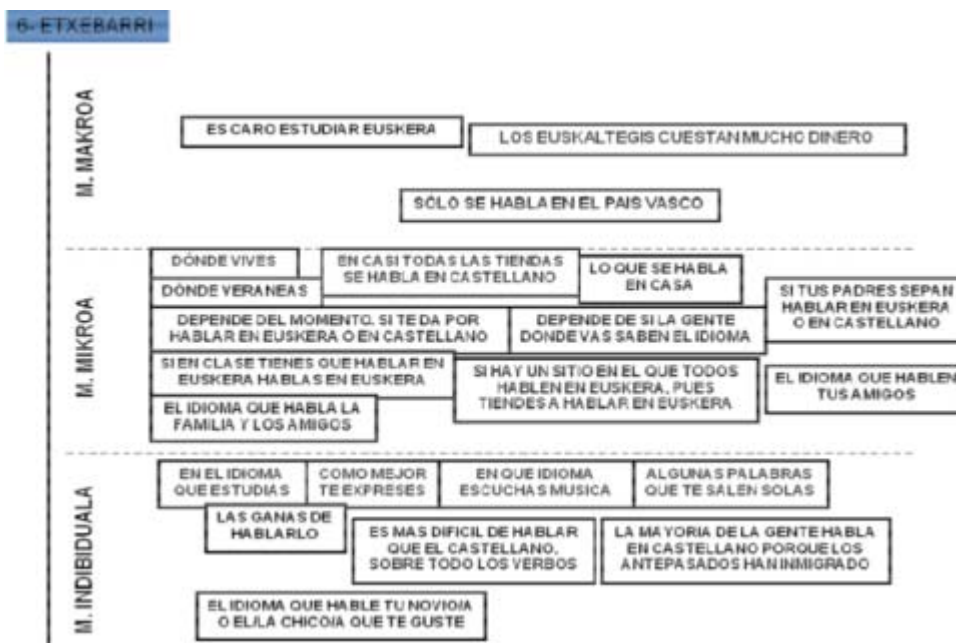 6- ETXEBARRI
M. MAKROA
ES CARO ESTUDIAR EUSKERA
LOS EUSKALTEGIS CUESTAN MUCHO DINERO
SÓLO SE HABLA EN EL PAIS VASCO
M. MIKROA
DÓNDE VIVES
EN CASI TODAS LAS TIENDAS
SE HABLA EN CASTELLANO
LO QUE SE HABLA
EN CASA
DÓNDE VERANEAS
SI TUS PADRES SEPAN
HABLAR EN EUSKERA
O EN CASTELLANO
DEPENDE DEL MOMENTO. SI TE DA POR
HABLAR EN EUSKERA O EN CASTELLANO
DEPENDE DE SI LA GENTE
DONDE VAS SABEN EL IDIOMA
SI EN CLASE TIENES QUE HABLAR EN
EUSKERA HABLAS EN EUSKERA
SI HAY UN SITIO EN EL QUE TODOS
HABLEN EN EUSKERA, PUES
TIENDES A HABLAR EN EUSKERA
EL IDIOMA QUE HABLEN
TUS AMIGOS
EL IDIOMA QUE HABLA LA
FAMILIA Y LOS AMIGOS
M. INDIBIDUALA
EN EL IDIOMA
QUE ESTUDIAS
COMO MEJOR
TE EXPRESES
EN QUE IDIOMA
ESCUCHAS MUSICA
ALGUNAS PALABRAS
QUE TE SALEN SOLAS
LAS GANAS DE
HABLARLO
ES MAS DIFICIL DE HABLAR
QUE EL CASTELLANO,
SOBRE TODO LOS VERBOS
LA MAYORIA DE LA GENTE HABLA
EN CASTELLANO PORQUE LOS
ANTEPASADOS HAN INMIGRADO
EL IDIOMA QUE HABLE TU NOVIO/A
O EL/LA CHICO/A QUE TE GUSTE